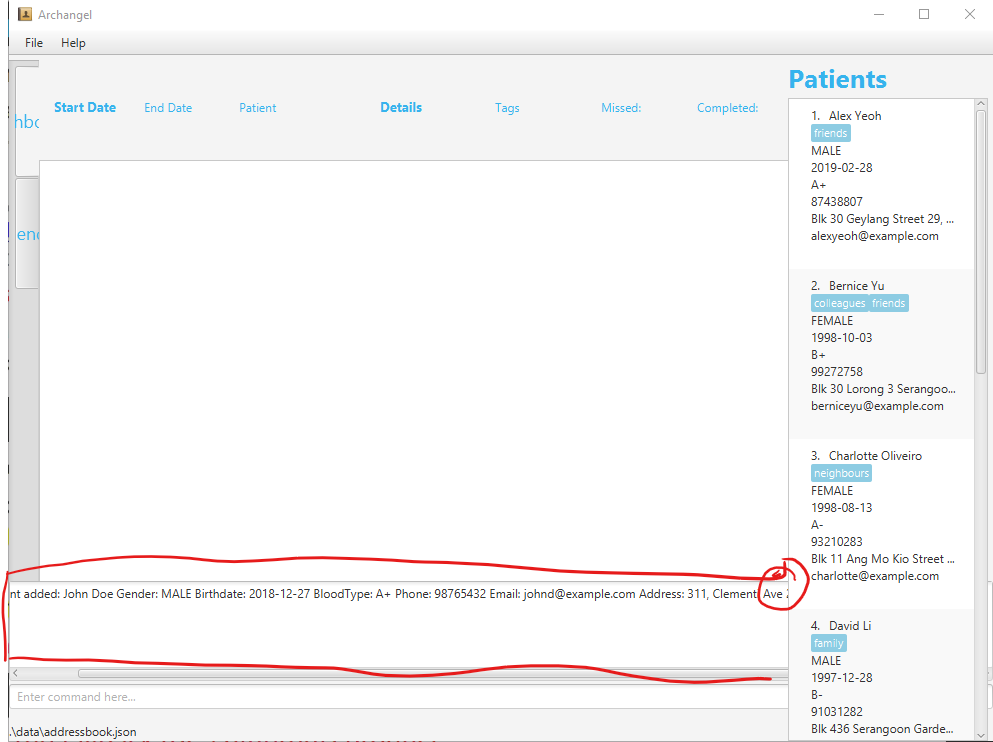 Archangel
File Help
Start Date End Date Patient Details Tags Missed: Completed:
Patients
1. Alex Yeoh
friends
MALE
2019-02-28
A+
87438807
Blk 30 Geylang Street 29, ...
alexyeoh@example.com
2. Bernice Yu
colleagues friends
FEMALE
1998-10-03
B+
99272758
Blk 30 Lorong 3 Serangoo...
berniceyu@example.com
3. Charlotte Oliveiro
neighbours
FEMALE
1998-08-13
A-
93210283
Blk 11 Ang Mo Kio Street ...
charlotte@example.com
4. David Li
family
MALE
1997-12-28
B-
91031282
Blk 436 Serangoon Garde...
nt added: John Doe Gender: MALE Birthdate: 2018-12-27 BloodType: A+ Phone: 98765432 Email: johnd@example.com Address: 311, Clementi Ave
Enter command here...
.\data\addressbook.json